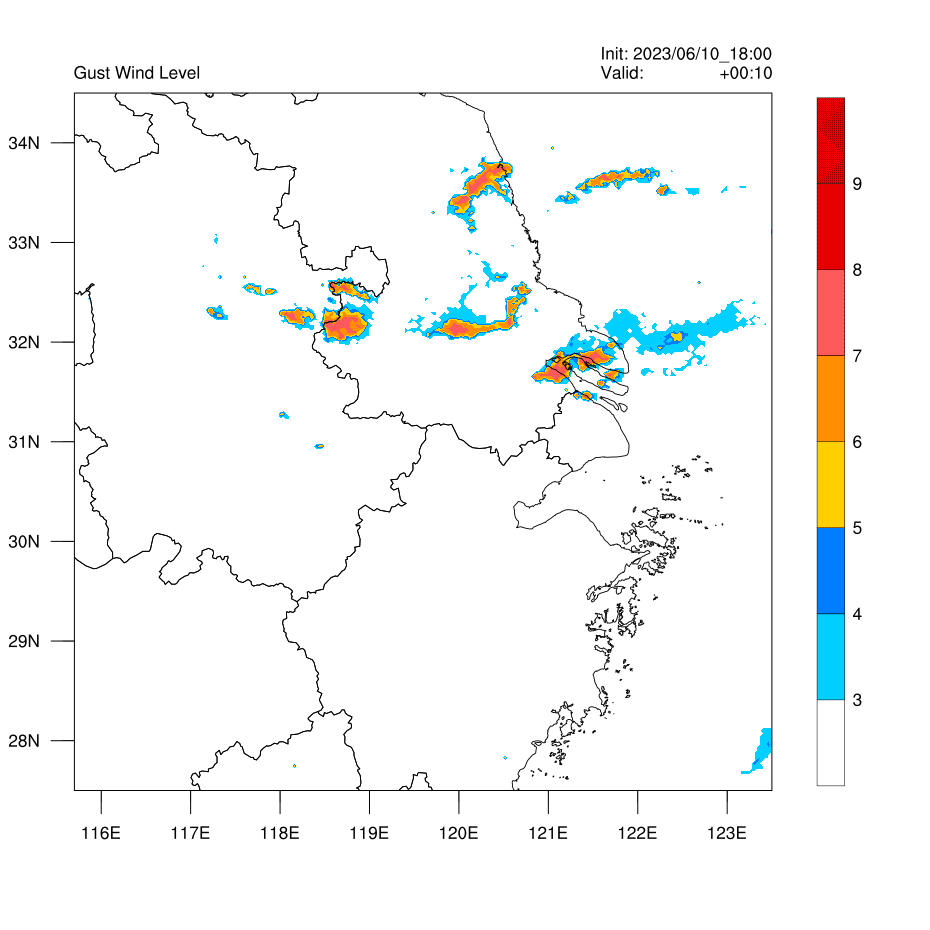 Init: 2023/06/10_18:00
Gust Wind Level
Valid: +00:10
34N
33N
32N
31N
30N
29N
28N
116E 117E 118E 119E 120E 121E 122E 123E
9
8
7
6
5
4
3